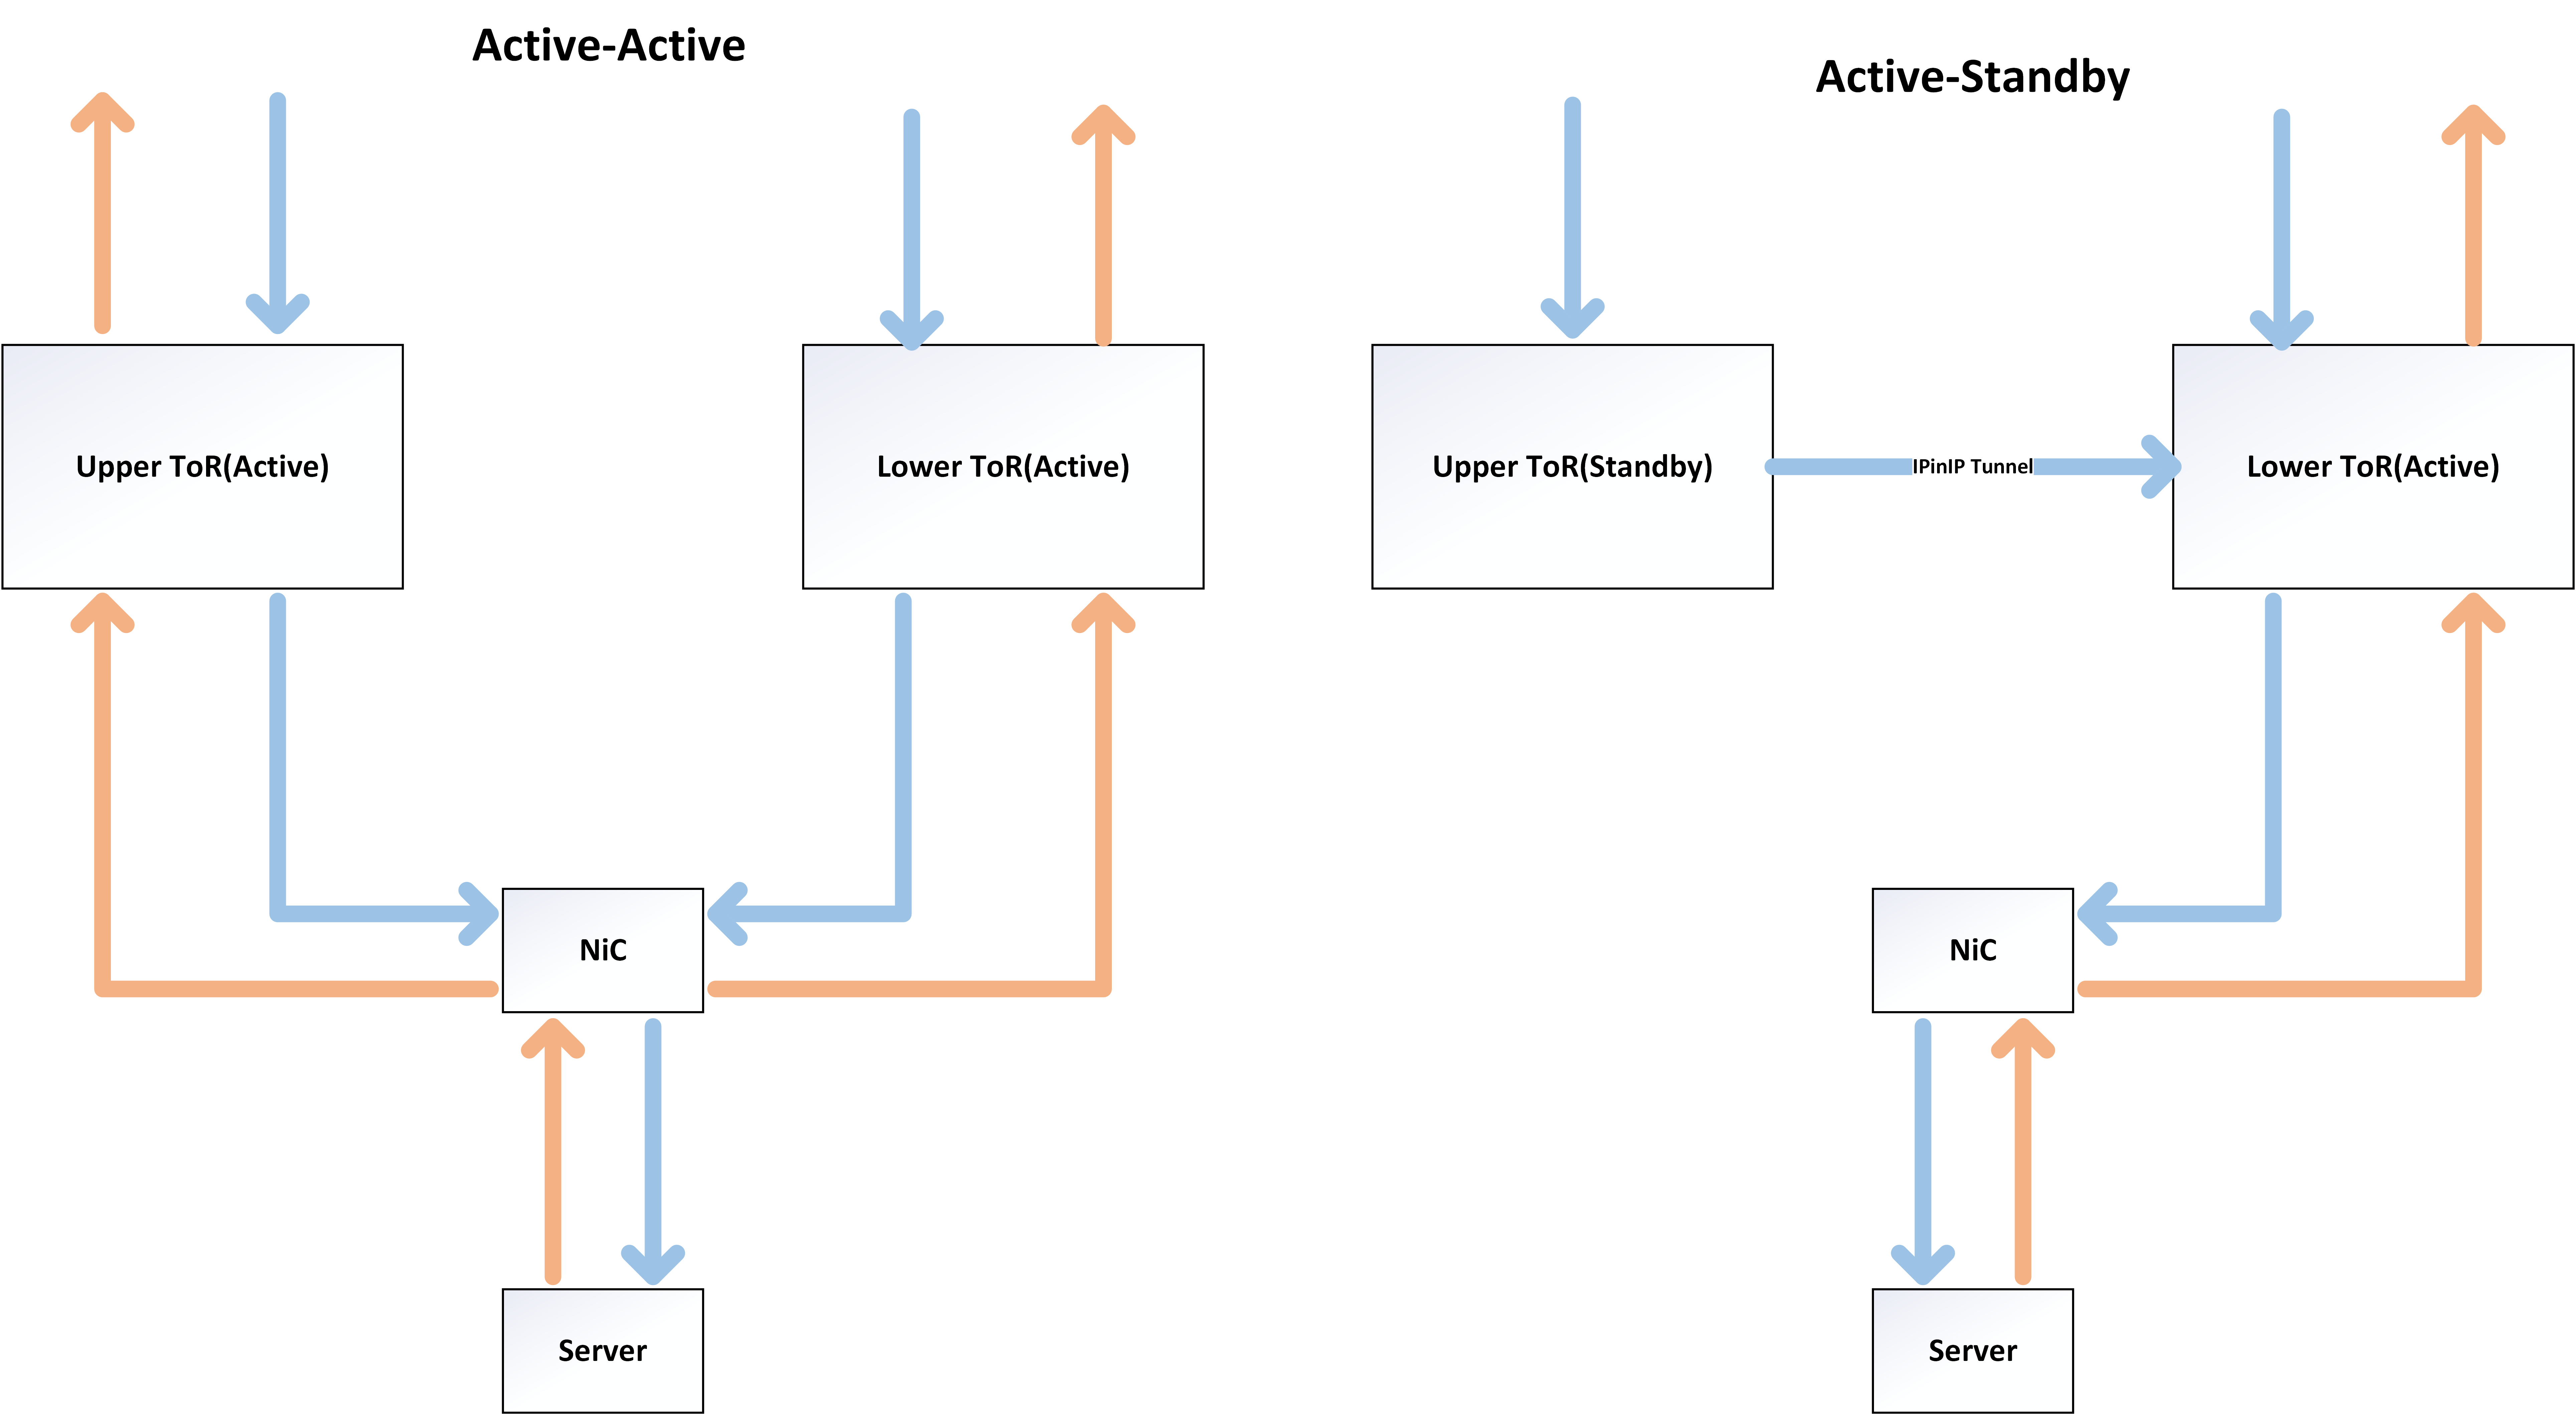 Active-Active
Upper ToR(Active)
Lower ToR(Active)
NiC
Server
Active-Standby
Upper ToR(Standby)
IPinIP Tunnel
Lower ToR(Active)
NiC
Server